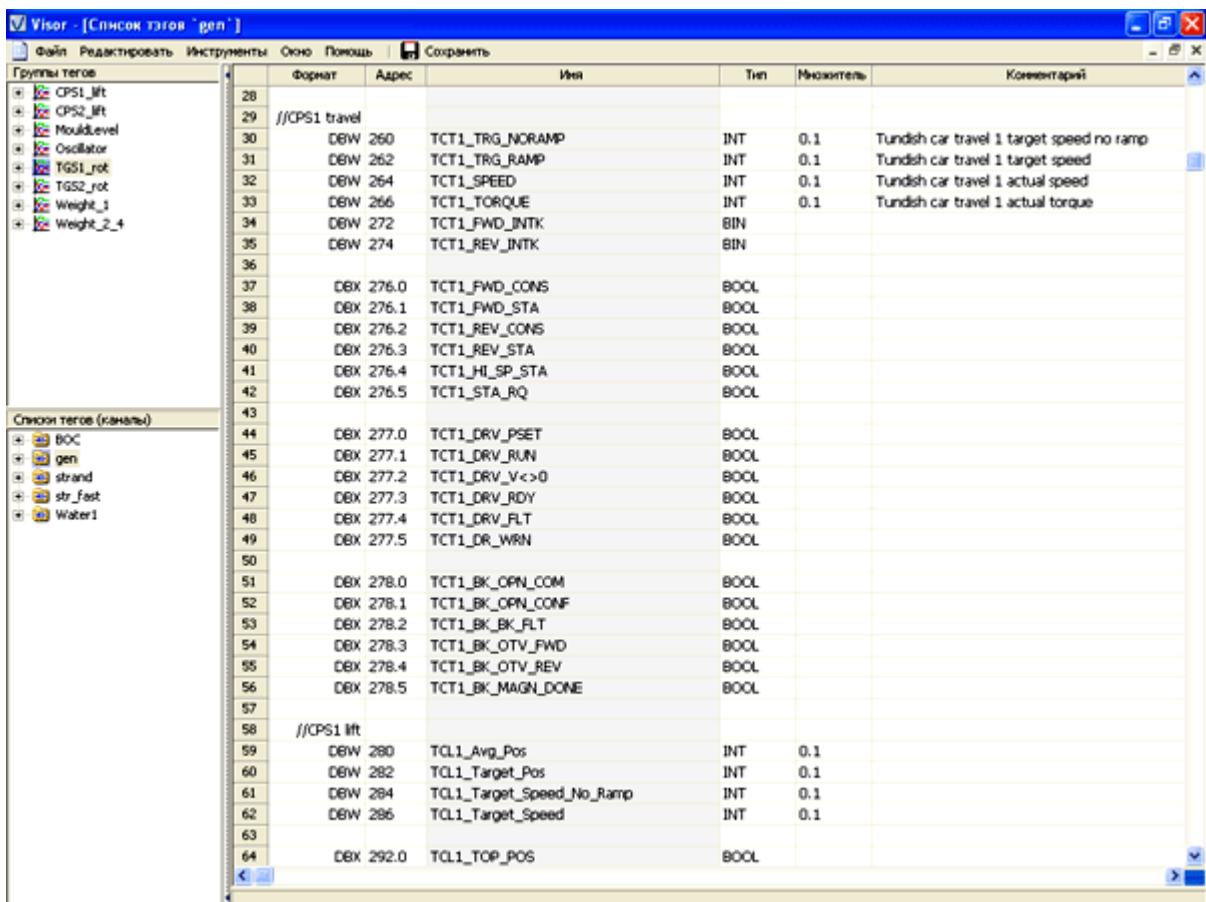 Visor - [Список тэгов `gen`]
Файл Редактировать Инструменты Окно Помощь Сохранить
Группы тегов
CPS1_lift
CPS2_lift
MouldLevel
Oscillator
TGS1_rot
TGS2_rot
Weight_1
Weight_2_4
Списки тегов (каналы)
BOC
gen
strand
str_fast
Water1
Формат Адрес Имя Тип Множитель Комментарий
28
29 //CPS1 travel
30 DBW 260 TCT1_TRG_NORAMP INT 0.1 Tundish car travel 1 target speed no ramp
31 DBW 262 TCT1_TRG_RAMP INT 0.1 Tundish car travel 1 target speed
32 DBW 264 TCT1_SPEED INT 0.1 Tundish car travel 1 actual speed
33 DBW 266 TCT1_TORQUE INT 0.1 Tundish car travel 1 actual torque
34 DBW 272 TCT1_FWD_INTK BIN
35 DBW 274 TCT1_REV_INTK BIN
36
37 DBX 276.0 TCT1_FWD_CONS BOOL
38 DBX 276.1 TCT1_FWD_STA BOOL
39 DBX 276.2 TCT1_REV_CONS BOOL
40 DBX 276.3 TCT1_REV_STA BOOL
41 DBX 276.4 TCT1_HI_SP_STA BOOL
42 DBX 276.5 TCT1_STA_RQ BOOL
43
44 DBX 277.0 TCT1_DRV_PSET BOOL
45 DBX 277.1 TCT1_DRV_RUN BOOL
46 DBX 277.2 TCT1_DRV_V<>0 BOOL
47 DBX 277.3 TCT1_DRV_RDY BOOL
48 DBX 277.4 TCT1_DRV_FLT BOOL
49 DBX 277.5 TCT1_DR_WRN BOOL
50
51 DBX 278.0 TCT1_BK_OPN_COM BOOL
52 DBX 278.1 TCT1_BK_OPN_CONF BOOL
53 DBX 278.2 TCT1_BK_BK_FLT BOOL
54 DBX 278.3 TCT1_BK_OTV_FWD BOOL
55 DBX 278.4 TCT1_BK_OTV_REV BOOL
56 DBX 278.5 TCT1_BK_MAGN_DONE BOOL
57
58 //CPS1 lift
59 DBW 280 TCL1_Avg_Pos INT 0.1
60 DBW 282 TCL1_Target_Pos INT 0.1
61 DBW 284 TCL1_Target_Speed_No_Ramp INT 0.1
62 DBW 286 TCL1_Target_Speed INT 0.1
63
64 DBX 292.0 TCL1_TOP_POS BOOL